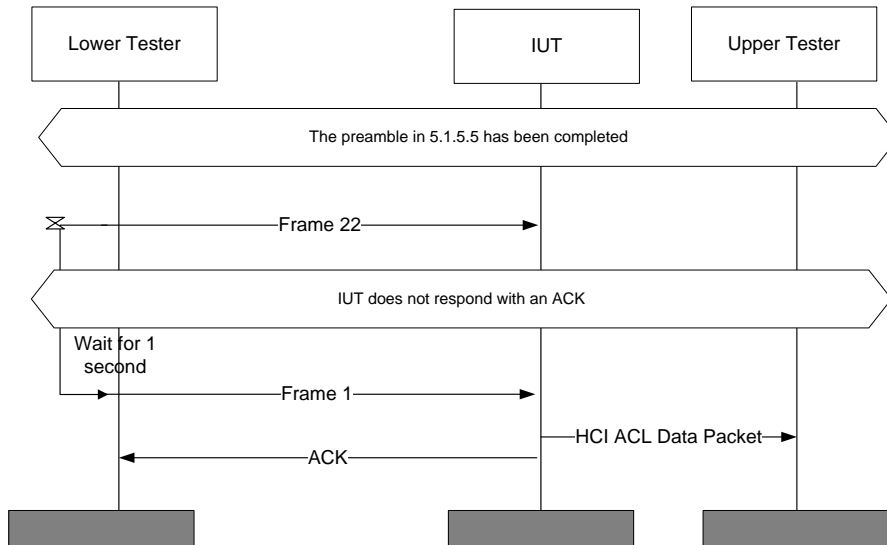 Lower Tester
IUT
Upper Tester
The preamble in 5.1.5.5 has been completed
Frame 22
IUT does not respond with an ACK
Wait for 1
second
Frame 1
HCI ACL Data Packet
ACK